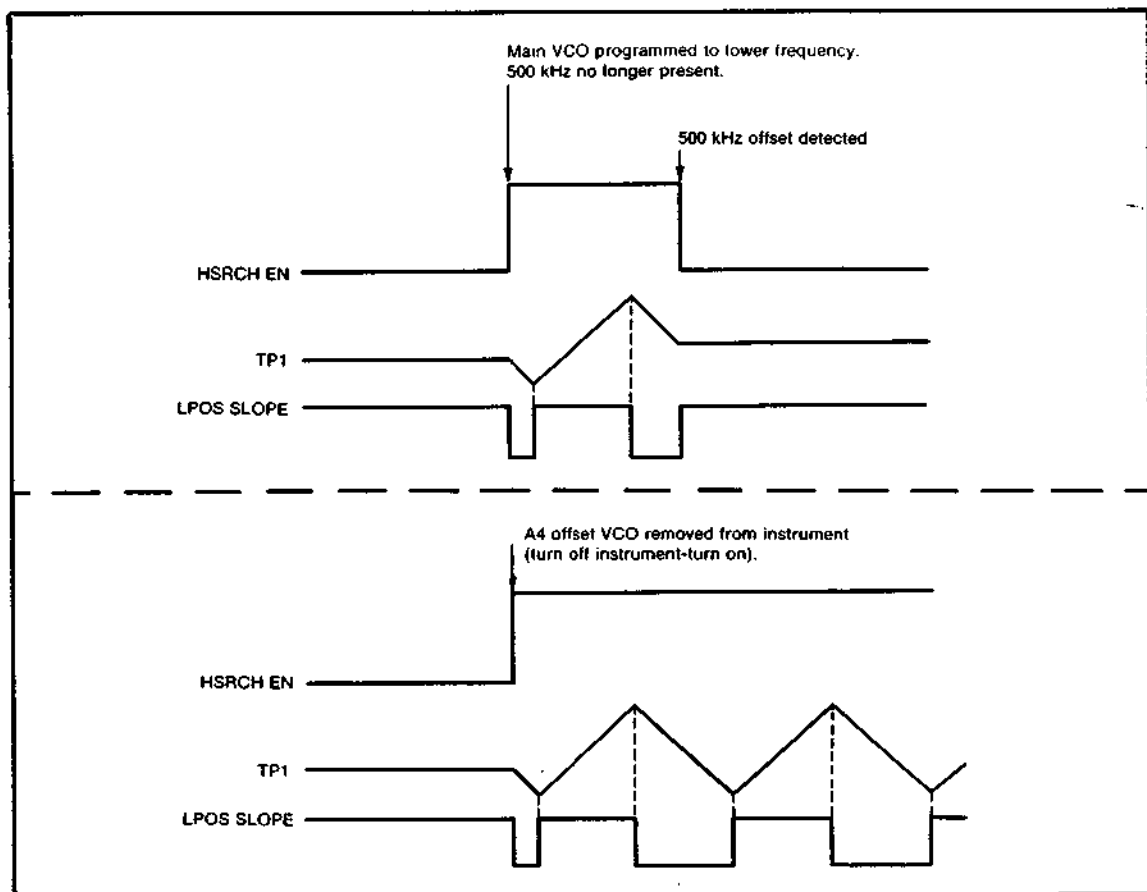 Main VCO programmed to lower frequency.
500 kHz no longer present.
500 kHz offset detected
HSRCH EN
TP1
LPOS SLOPE
A4 offset VCO removed from instrument
(turn off instrument-turn on).
HSRCH EN
TP1
LPOS SLOPE